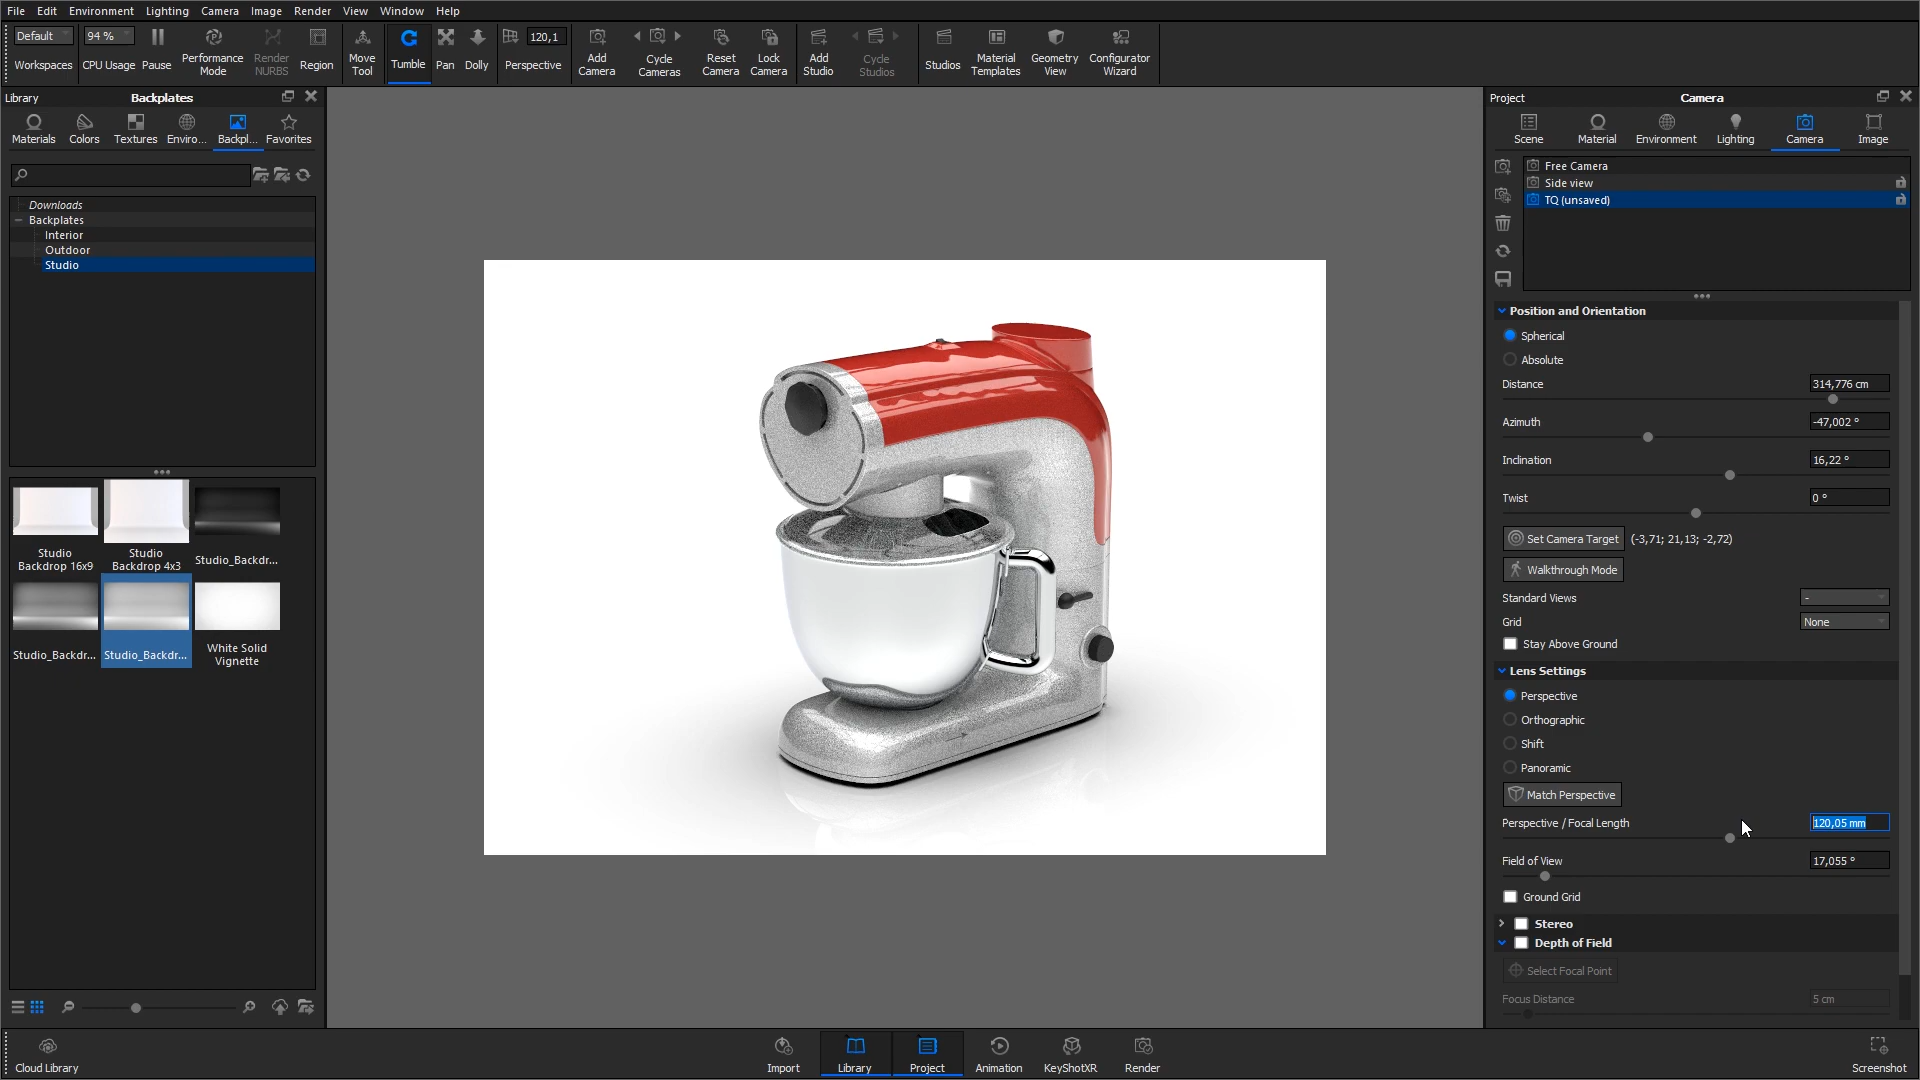 File Edit Environment Lighting Camera Image Render View Window Help
Default 94 % 120,1
Workspaces CPU Usage Pause Performance Mode Render NURBS Region Move Tool Tumble Pan Dolly Perspective Add Camera Cycle Cameras Reset Camera Lock Camera Add Studio Cycle Studios Studios Material Templates Geometry View Configurator Wizard
Library Backplates
Materials Colors Textures Enviro... Backpl... Favorites
Downloads
Backplates
Interior
Outdoor
Studio
Studio Backdrop 16x9
Studio Backdrop 4x3
Studio_Backdr...
Studio_Backdr...
Studio_Backdr...
White Solid Vignette
Project Camera
Scene Material Environment Lighting Camera Image
Free Camera
Side view
TQ (unsaved)
Position and Orientation
Spherical
Absolute
Distance 314,776 cm
Azimuth -47,002 °
Inclination 16,22 °
Twist 0 °
Set Camera Target (-3,71; 21,13; -2,72)
Walkthrough Mode
Standard Views -
Grid None
Stay Above Ground
Lens Settings
Perspective
Orthographic
Shift
Panoramic
Match Perspective
Perspective / Focal Length 120,05 mm
Field of View 17,055 °
Ground Grid
Stereo
Depth of Field
Select Focal Point
Focus Distance 5 cm
Cloud Library Import Library Project Animation KeyShotXR Render Screenshot